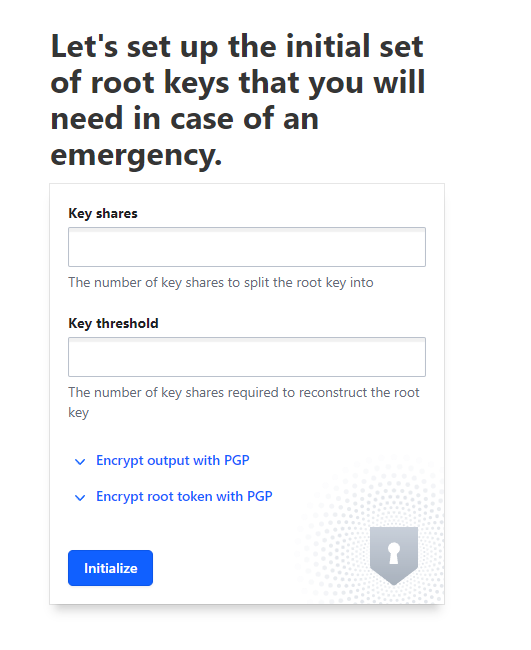 Let's set up the initial set
of root keys that you will
need in case of an
emergency.
Key shares
The number of key shares to split the root key into
Key threshold
The number of key shares required to reconstruct the root
key
Encrypt output with PGP
Encrypt root token with PGP
Initialize